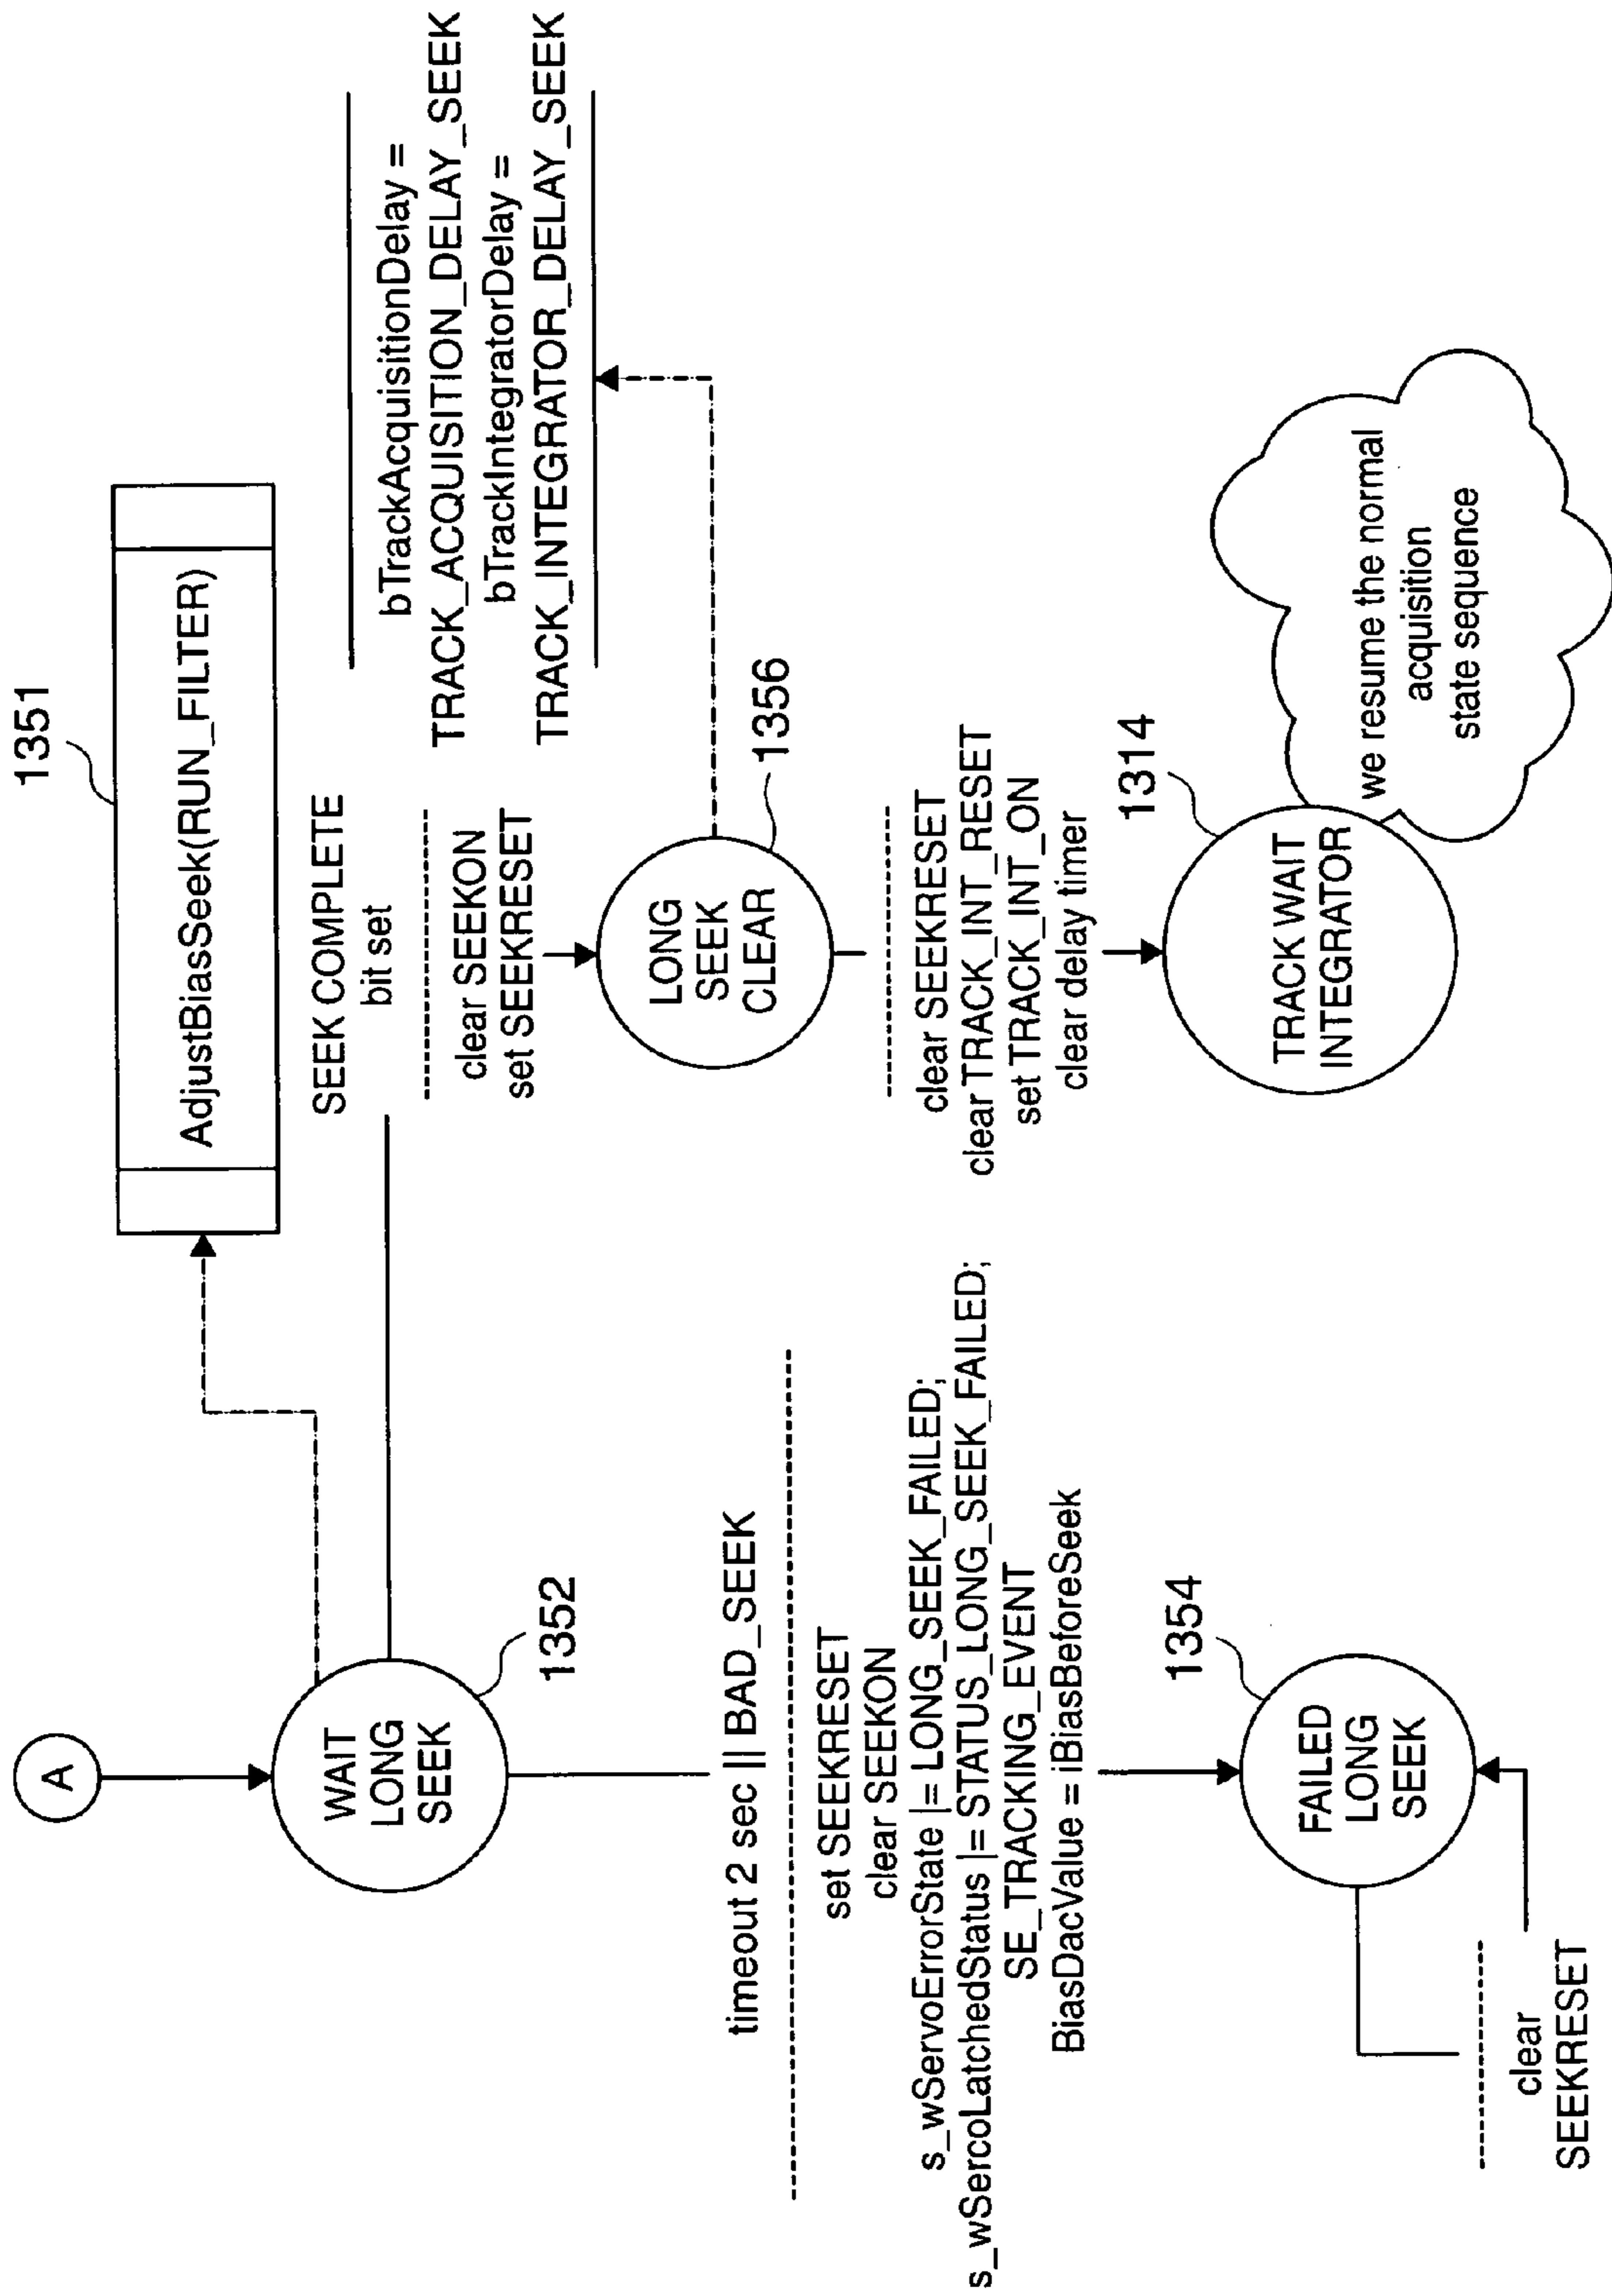 A
WAIT
LONG
SEEK
1352
1351
AdjustBiasSeek(RUN_FILTER)
SEEK COMPLETE
bit set
clear SEEKON
set SEEKRESET
bTrackAcquisitionDelay =
TRACK_ACQUISITION_DELAY_SEEK
bTrackIntegratorDelay =
TRACK_INTEGRATOR_DELAY_SEEK
LONG
SEEK
CLEAR
1356
clear SEEKRESET
clear TRACK_INT_RESET
set TRACK_INT_ON
clear delay timer
1314
TRACK WAIT
INTEGRATOR
we resume the normal
acquisition
state sequence
timeout 2 sec || BAD_SEEK
set SEEKRESET
clear SEEKON
s_wServoErrorState |= LONG_SEEK_FAILED;
s_wSercoLatchedStatus |= STATUS_LONG_SEEK_FAILED;
SE_TRACKING_EVENT
BiasDacValue = iBiasBeforeSeek
1354
FAILED
LONG
SEEK
clear
SEEKRESET